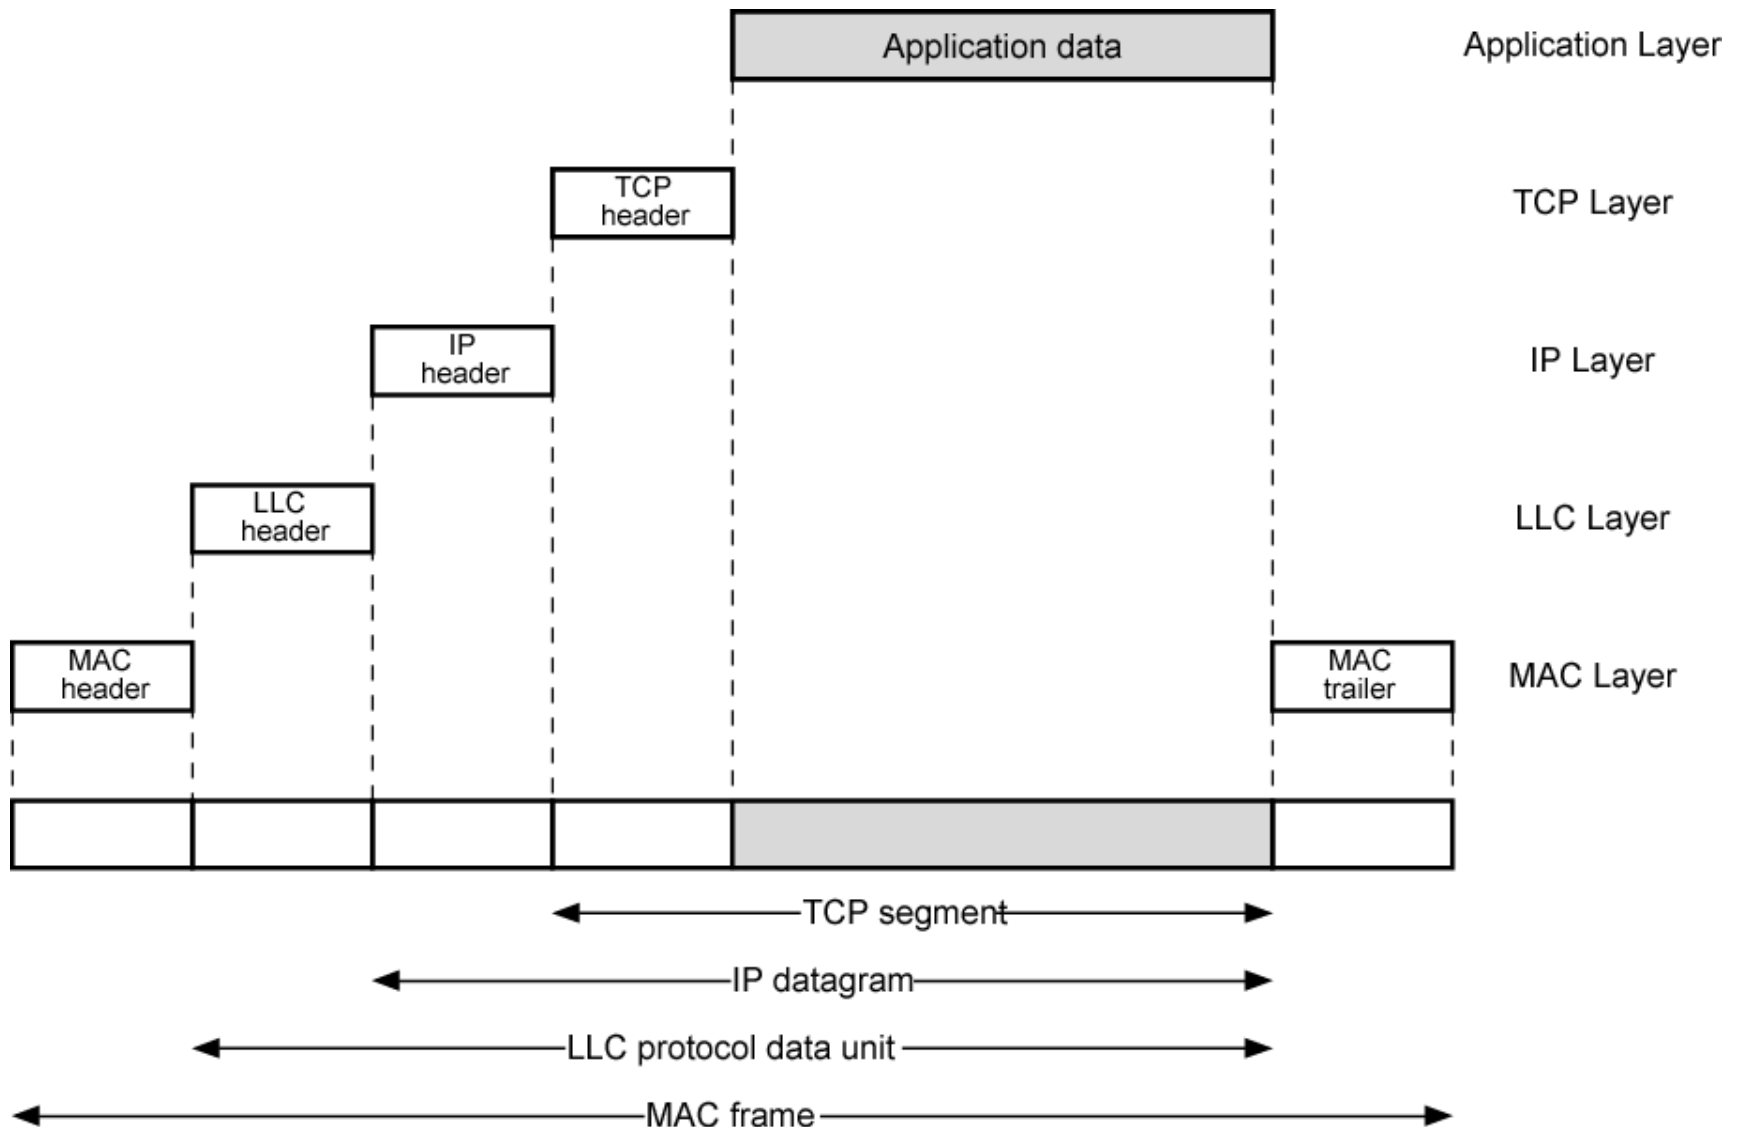 Application data
Application Layer
TCP
header
TCP Layer
IP
header
IP Layer
LLC
header
LLC Layer
MAC
header
MAC
trailer
MAC Layer
TCP segment
IP datagram
LLC protocol data unit
MAC frame